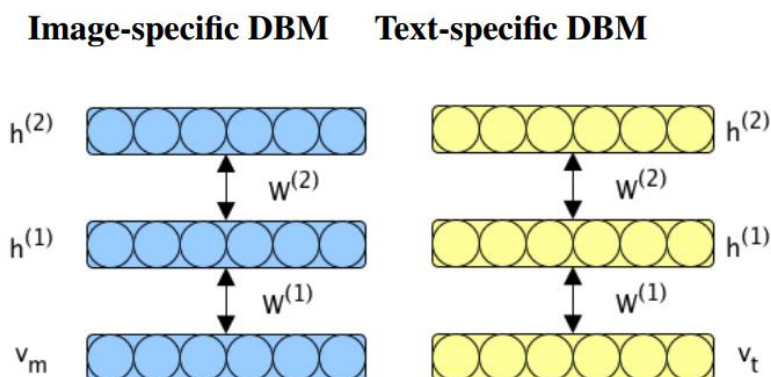 Image-specific DBM Text-specific DBM
h(2) h(2)
W(2) W(2)
h(1) h(1)
W(1) W(1)
vm vt